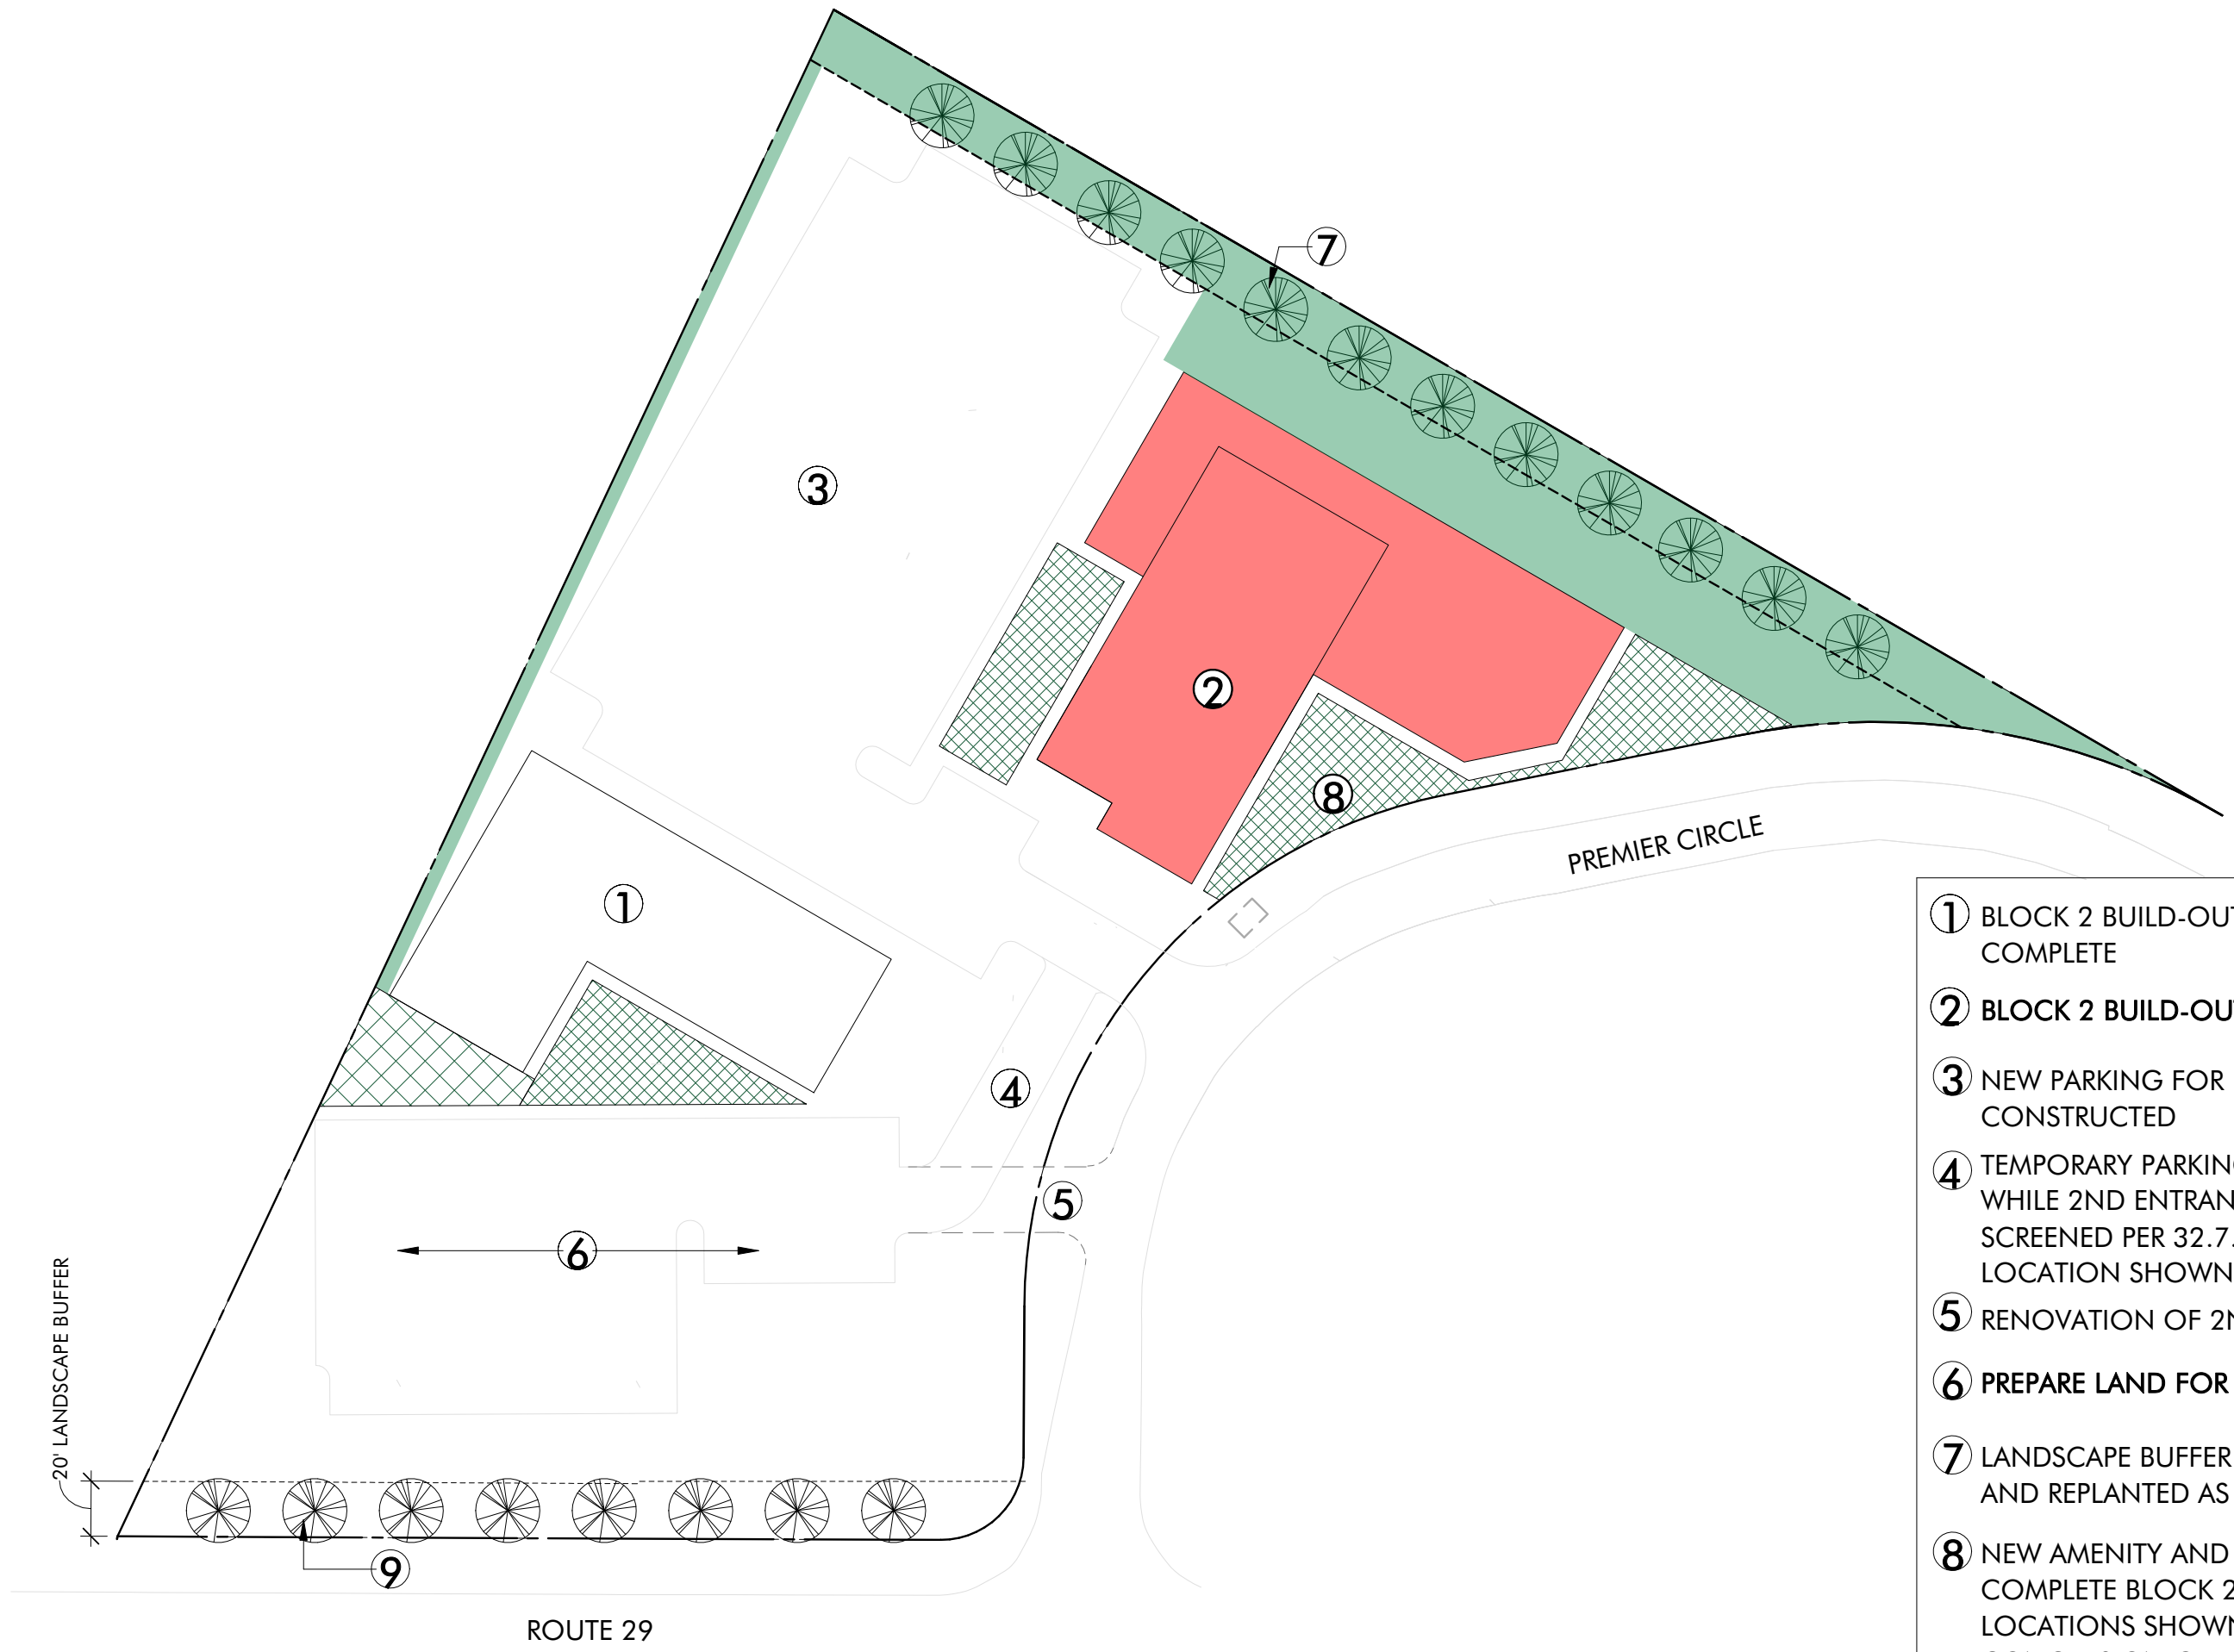 7
3
2
8
PREMIER CIRCLE
1
4
5
6
20' LANDSCAPE BUFFER
9
ROUTE 29
1 BLOCK 2 BUILD-OUT
COMPLETE
2 BLOCK 2 BUILD-OU
3 NEW PARKING FOR
CONSTRUCTED
4 TEMPORARY PARKING
WHILE 2ND ENTRAN
SCREENED PER 32.7.
LOCATION SHOWN
5 RENOVATION OF 2N
6 PREPARE LAND FOR
7 LANDSCAPE BUFFER
AND REPLANTED AS
8 NEW AMENITY AND
COMPLETE BLOCK 2
LOCATIONS SHOWN